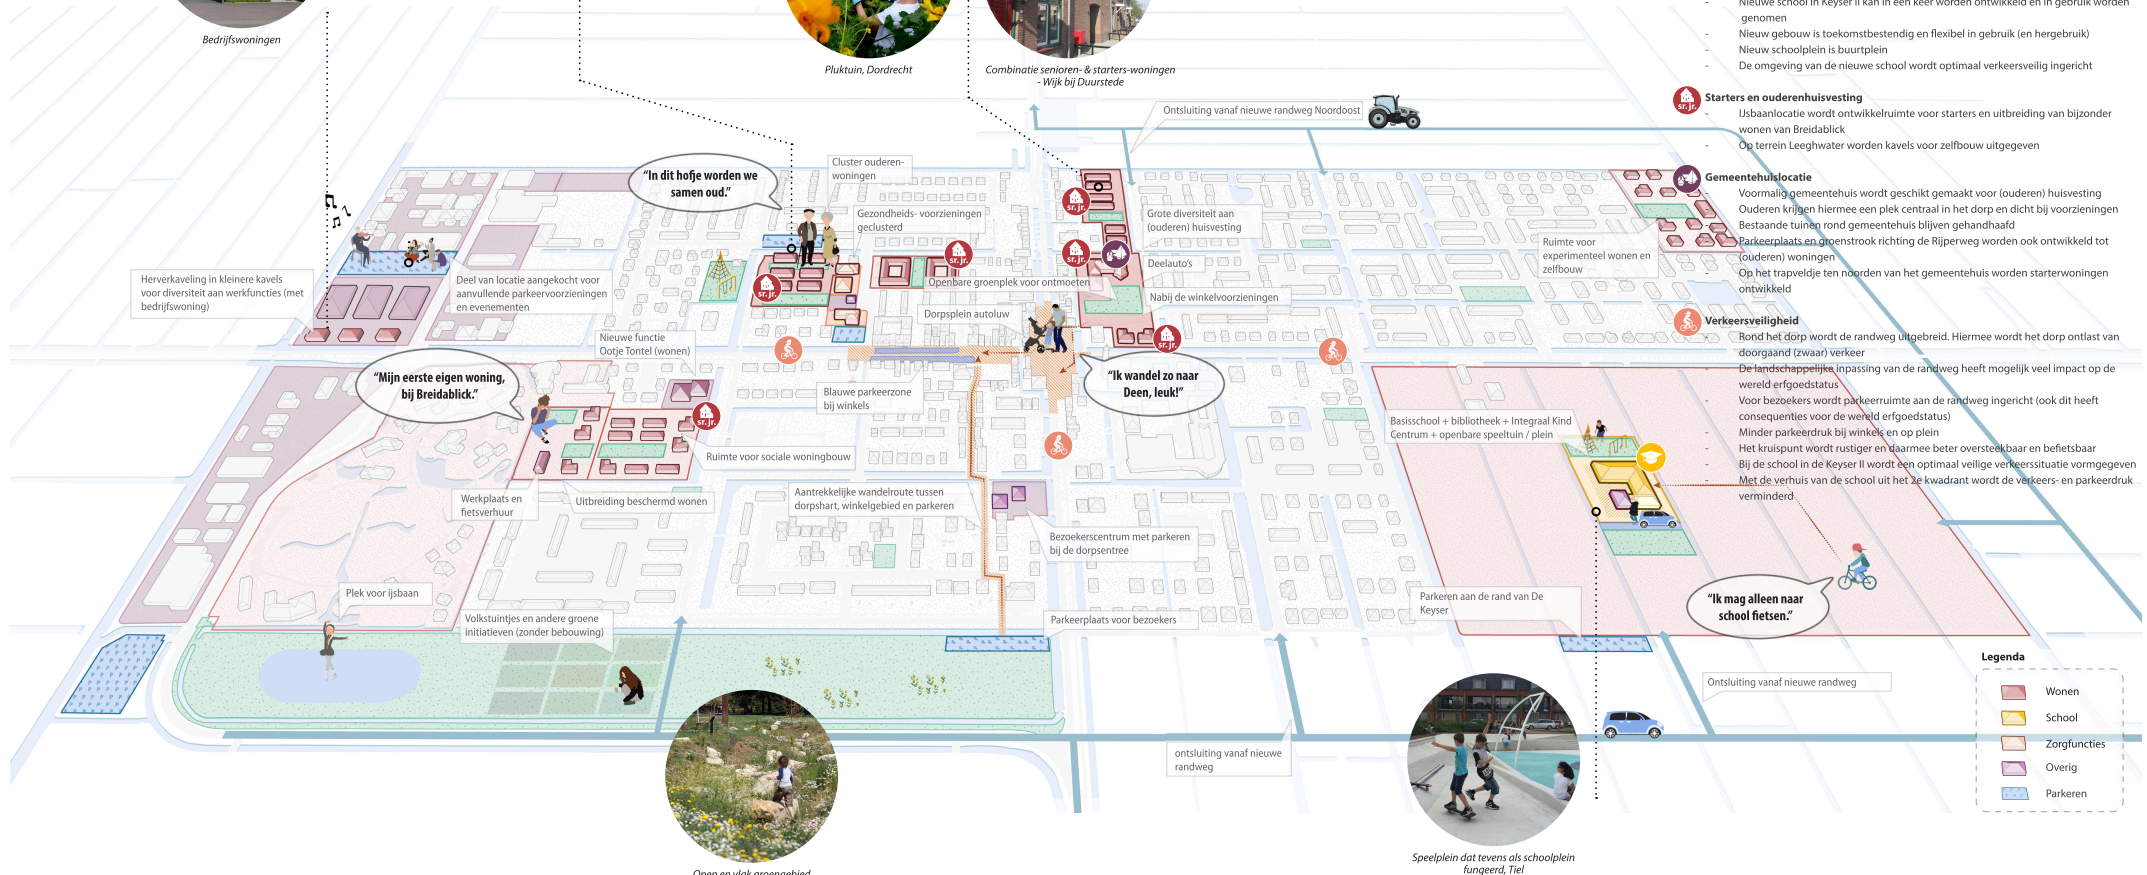 Bedrijfswoningen
Pluktuin, Dordrecht
Combinatie senioren- & starters-woningen
- Wijk bij Duurstede
- Nieuwe school in Keyser II kan in een keer worden ontwikkeld en in gebruik worden
genomen
- Nieuw gebouw is toekomstbestendig en flexibel in gebruik (en hergebruik)
- Nieuw schoolplein is buurtplein
- De omgeving van de nieuwe school wordt optimaal verkeersveilig ingericht
sr. jr.
Starters en ouderenhuisvesting
- IJsbaanlocatie wordt ontwikkelruimte voor starters en uitbreiding van bijzonder
wonen van Breidablick
- Op terrein Leeghwater worden kavels voor zelfbouw uitgegeven
Gemeentehuislocatie
- Voormalig gemeentehuis wordt geschikt gemaakt voor (ouderen) huisvesting
- Ouderen krijgen hiermee een plek centraal in het dorp en dicht bij voorzieningen
- Bestaande tuinen rond gemeentehuis blijven gehandhaafd
- Parkeerplaats en groenstrook richting de Rijperweg worden ook ontwikkeld tot
(ouderen) woningen
- Op het trapveldje ten noorden van het gemeentehuis worden starterwoningen
ontwikkeld
Verkeersveiligheid
- Rond het dorp wordt de randweg uitgebreid. Hiermee wordt het dorp ontlast van
doorgaand (zwaar) verkeer
- De landschappelijke inpassing van de randweg heeft mogelijk veel impact op de
wereld erfgoedstatus
- Voor bezoekers wordt parkeerruimte aan de randweg ingericht (ook dit heeft
consequenties voor de wereld erfgoedstatus)
- Minder parkeerdruk bij winkels en op plein
- Het kruispunt wordt rustiger en daarmee beter oversteekbaar en befietsbaar
- Bij de school in de Keyser II wordt een optimaal veilige verkeerssituatie vormgegeven
- Met de verhuis van de school uit het 2e kwadrant wordt de verkeers- en parkeerdruk
verminderd
Ontsluiting vanaf nieuwe randweg Noordoost
"In dit hofje worden we
samen oud."
Cluster ouderen-
woningen
Gezondheids- voorzieningen
geclusterd
sr. jr.
sr. jr.
sr. jr.
sr. jr.
Grote diversiteit aan
(ouderen) huisvesting
Deelauto's
Openbare groenplek voor ontmoeten
Nabij de winkelvoorzieningen
Dorpsplein autoluw
sr. jr.
Ruimte voor
experimenteel wonen en
zelfbouw
Herverkaveling in kleinere kavels
voor diversiteit aan werkfuncties (met
bedrijfswoning)
Deel van locatie aangekocht voor
aanvullende parkeervoorzieningen
en evenementen
Nieuwe functie
Ootje Tontel (wonen)
"Mijn eerste eigen woning,
bij Breidablick."
"Ik wandel zo naar
Deen, leuk!"
Blauwe parkeerzone
bij winkels
sr. jr.
Ruimte voor sociale woningbouw
Basisschool + bibliotheek + Integraal Kind
Centrum + openbare speeltuin / plein
Werkplaats en
fietsverhuur
Uitbreiding beschermd wonen
Aantrekkelijke wandelroute tussen
dorpshart, winkelgebied en parkeren
Bezoekerscentrum met parkeren
bij de dorpsentree
Plek voor ijsbaan
Volkstuintjes en andere groene
initiatieven (zonder bebouwing)
Parkeerplaats voor bezoekers
Parkeren aan de rand van De
Keyser
"Ik mag alleen naar
school fietsen."
Ontsluiting vanaf nieuwe randweg
ontsluiting vanaf nieuwe
randweg
Legenda
Wonen
School
Zorgfuncties
Overig
Parkeren
Speelplein dat tevens als schoolplein
fungeerd, Tiel
Open en vlak groengebied